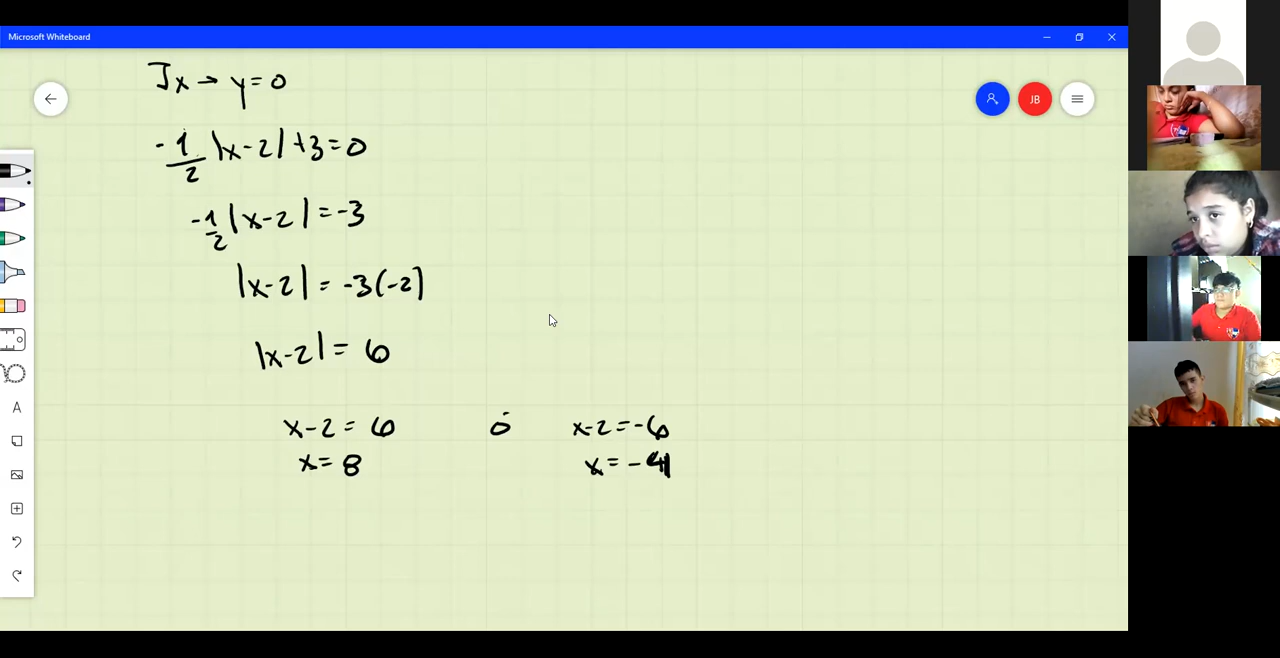 Microsoft Whiteboard
JB
Ix → y=0
-1/2 |x-2| +3=0
-1/2 |x-2| =-3
|x-2| = -3(-2)
|x-2| = 6
x-2 = 6 ó x-2=-6
x= 8 x= -4
A